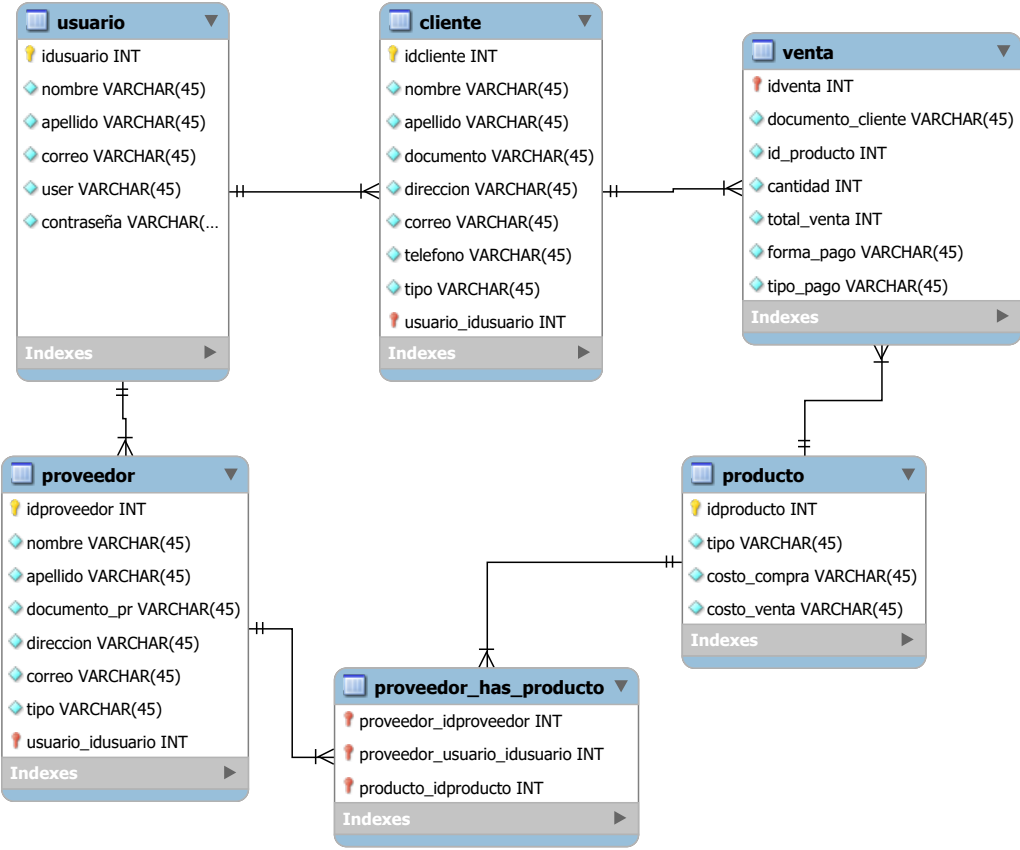 usuario
idusuario INT
nombre VARCHAR(45)
apellido VARCHAR(45)
correo VARCHAR(45)
user VARCHAR(45)
contraseña VARCHAR(...
Indexes
cliente
idcliente INT
nombre VARCHAR(45)
apellido VARCHAR(45)
documento VARCHAR(45)
direccion VARCHAR(45)
correo VARCHAR(45)
telefono VARCHAR(45)
tipo VARCHAR(45)
usuario_idusuario INT
Indexes
venta
idventa INT
documento_cliente VARCHAR(45)
id_producto INT
cantidad INT
total_venta INT
forma_pago VARCHAR(45)
tipo_pago VARCHAR(45)
Indexes
proveedor
idproveedor INT
nombre VARCHAR(45)
apellido VARCHAR(45)
documento_pr VARCHAR(45)
direccion VARCHAR(45)
correo VARCHAR(45)
tipo VARCHAR(45)
usuario_idusuario INT
Indexes
producto
idproducto INT
tipo VARCHAR(45)
costo_compra VARCHAR(45)
costo_venta VARCHAR(45)
Indexes
proveedor_has_producto
proveedor_idproveedor INT
proveedor_usuario_idusuario INT
producto_idproducto INT
Indexes